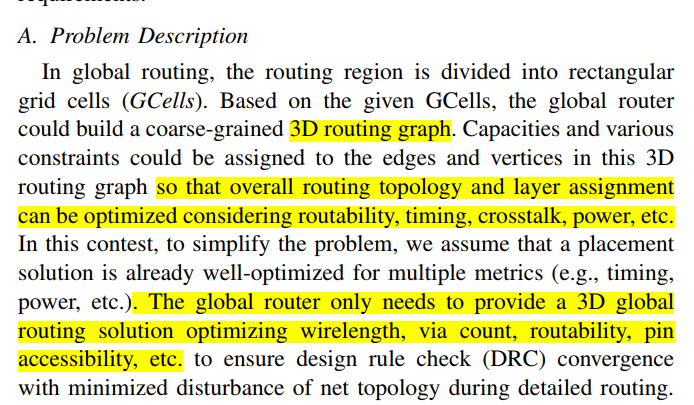 A. Problem Description
In global routing, the routing region is divided into rectangular
grid cells (GCells). Based on the given GCells, the global router
could build a coarse-grained 3D routing graph. Capacities and various
constraints could be assigned to the edges and vertices in this 3D
routing graph so that overall routing topology and layer assignment
can be optimized considering routability, timing, crosstalk, power, etc.
In this contest, to simplify the problem, we assume that a placement
solution is already well-optimized for multiple metrics (e.g., timing,
power, etc.). The global router only needs to provide a 3D global
routing solution optimizing wirelength, via count, routability, pin
accessibility, etc. to ensure design rule check (DRC) convergence
with minimized disturbance of net topology during detailed routing.